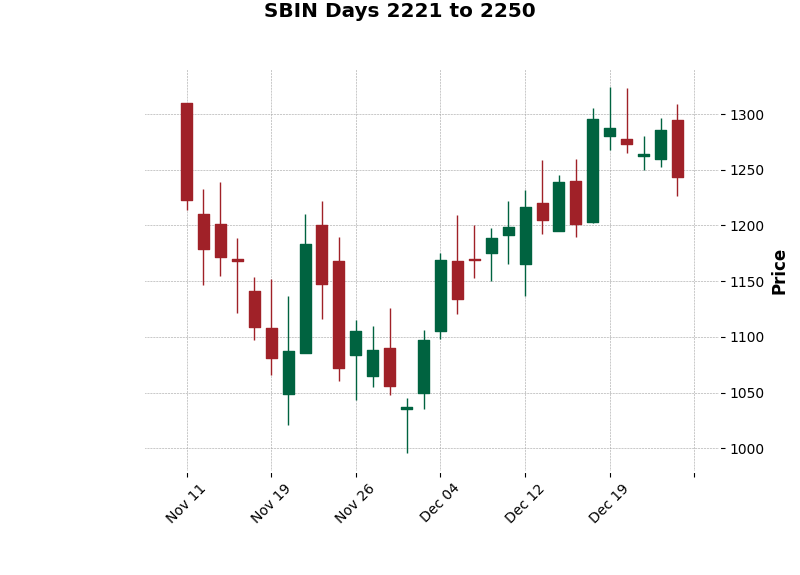 SBIN Days 2221 to 2250
1300
1250
1200
1150
1100
1050
1000
Price
Nov 11
Nov 19
Nov 26
Dec 04
Dec 12
Dec 19